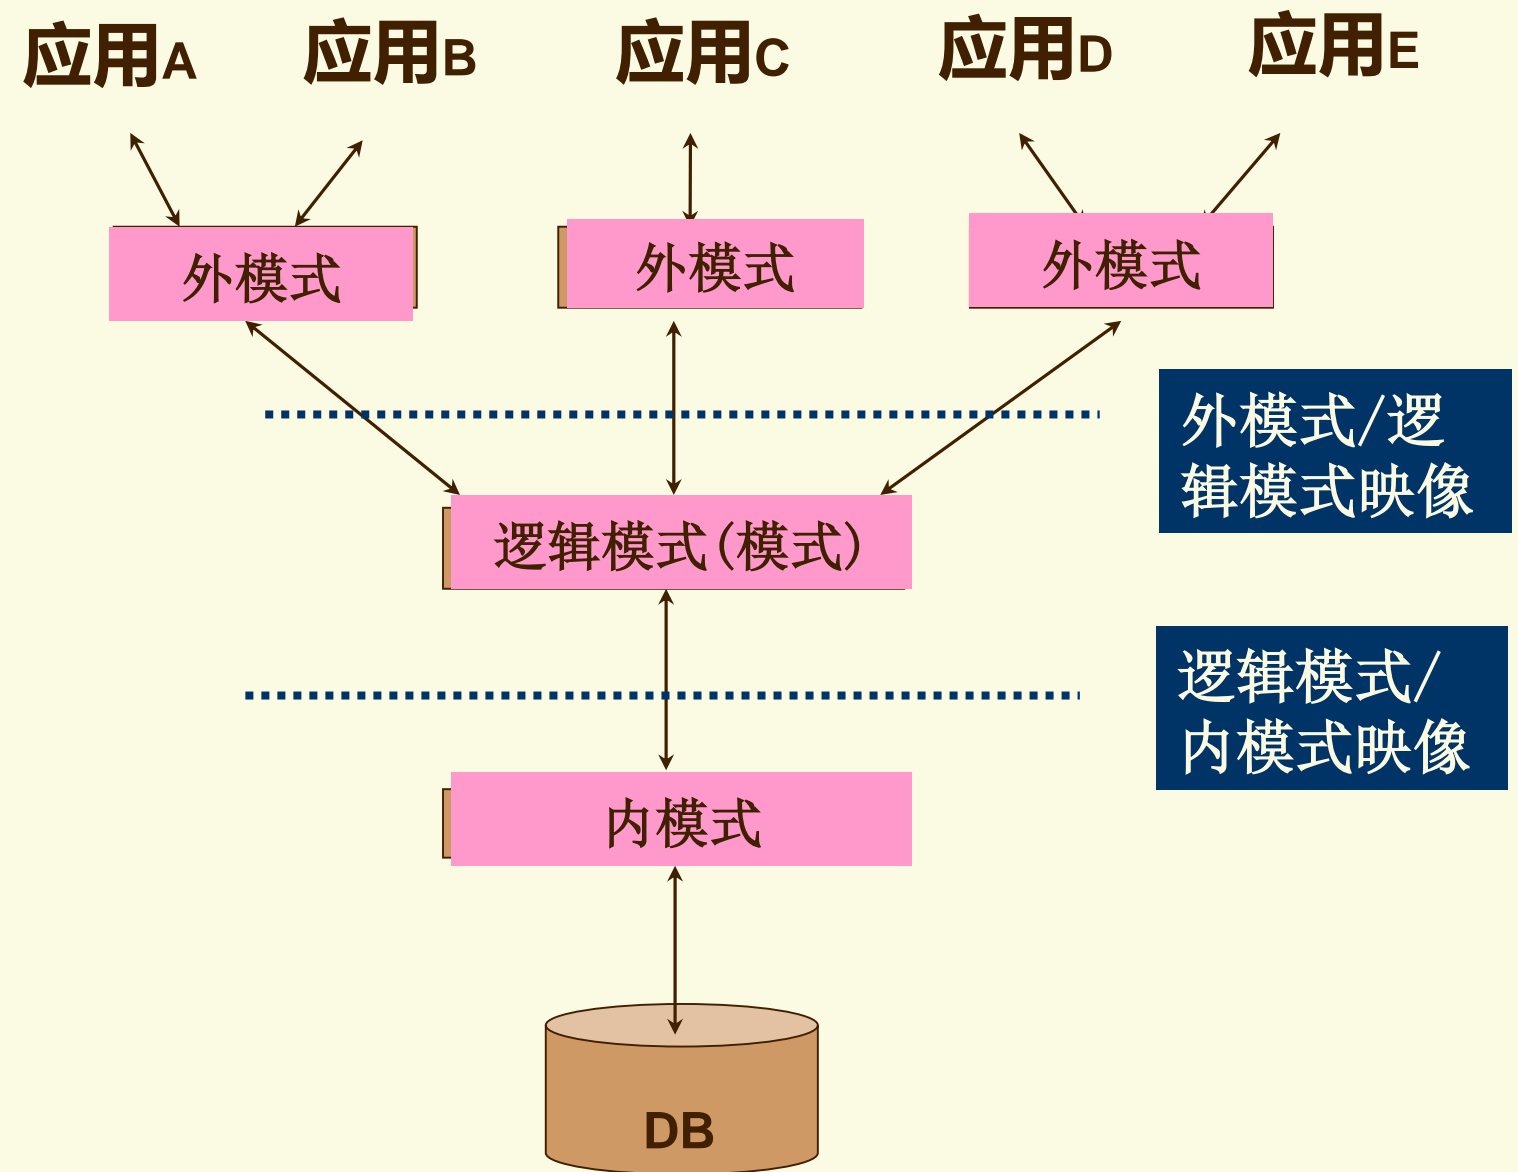 应用A
应用B
应用C
应用D
应用E
外模式
外模式
外模式
外模式/逻
辑模式映像
逻辑模式(模式)
逻辑模式/
内模式映像
内模式
DB